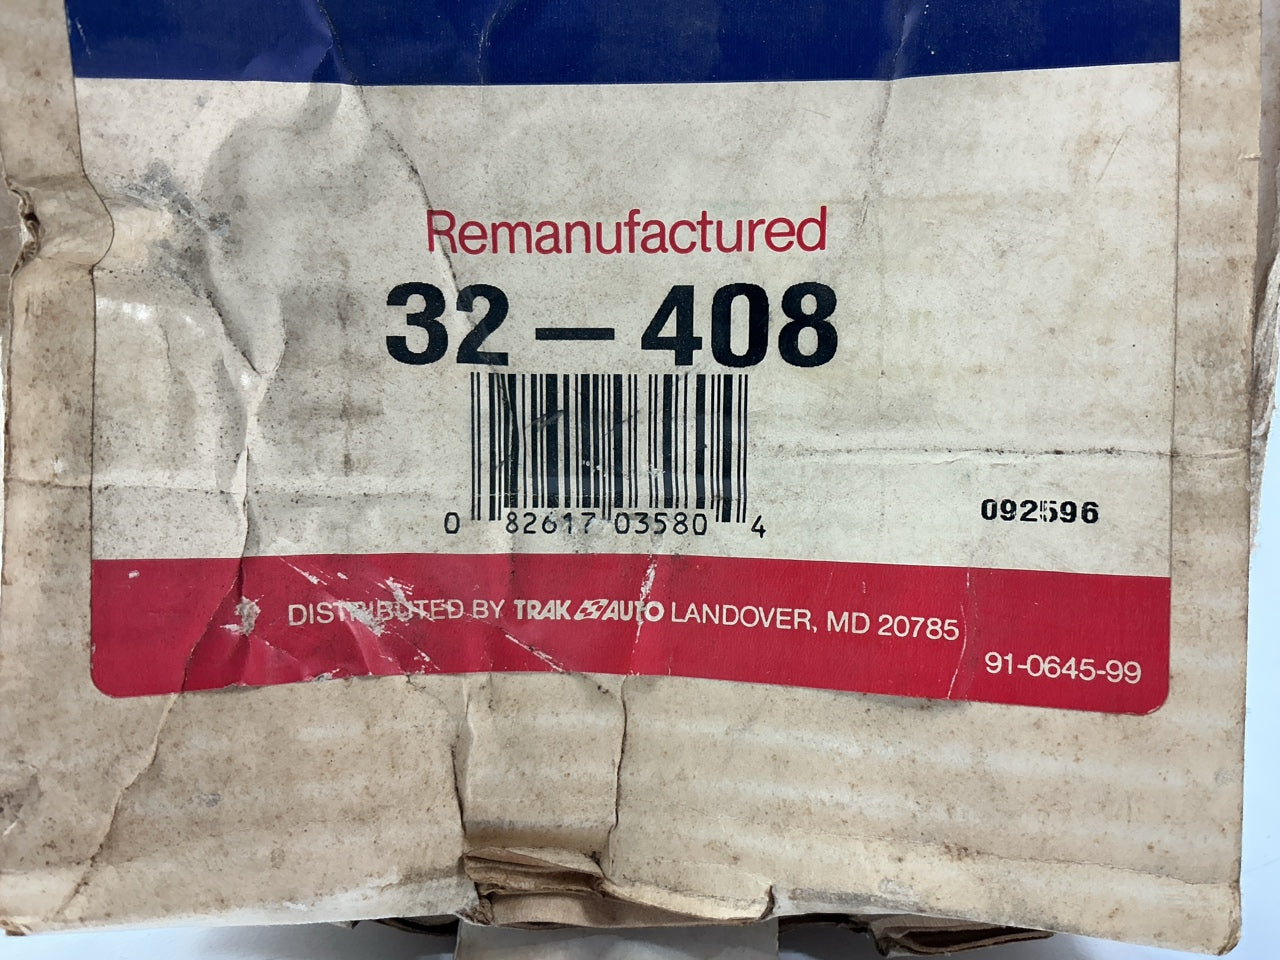 Remanufactured
32-408
0 82617 03580 4
092596
DISTRIBUTED BY TRAK AUTO LANDOVER, MD 20785
91-0645-99